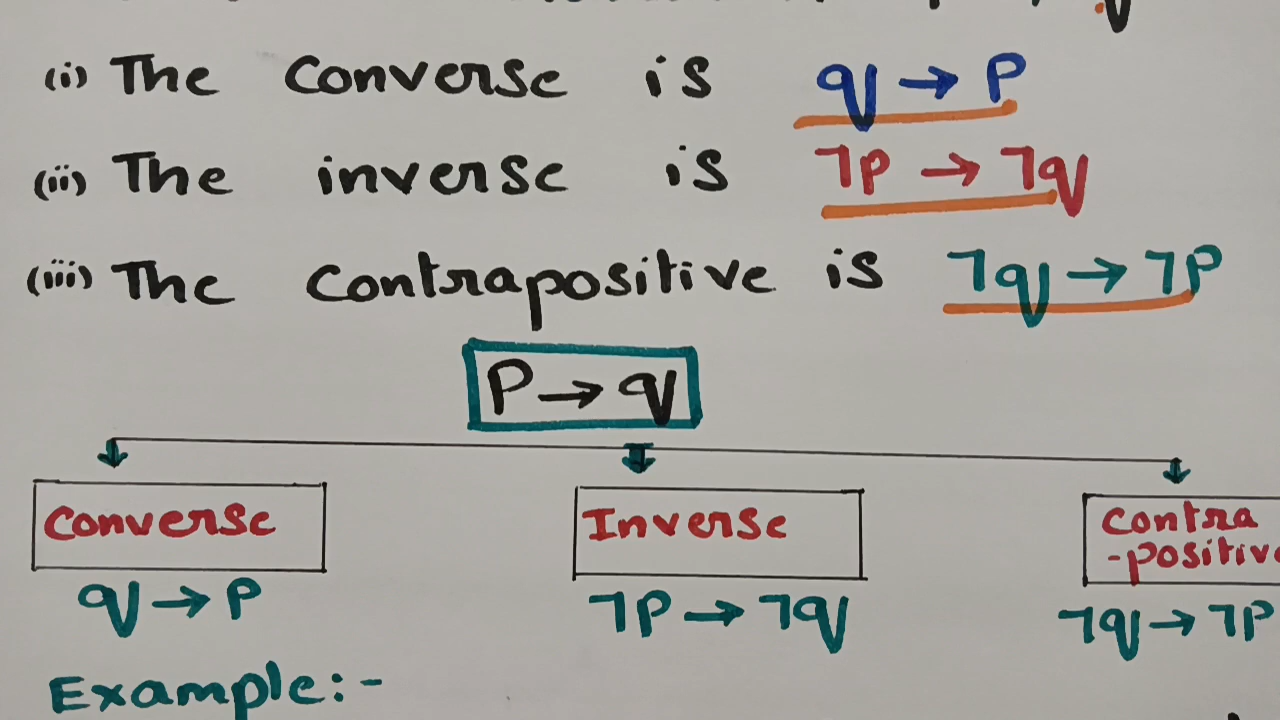 (i) The converse is q → p
(ii) The inverse is ¬p → ¬q
(iii) The contrapositive is ¬q → ¬p
P → q
Converse
Inverse
Contra
-positive
q → p
¬p → ¬q
¬q → ¬p
Example:-